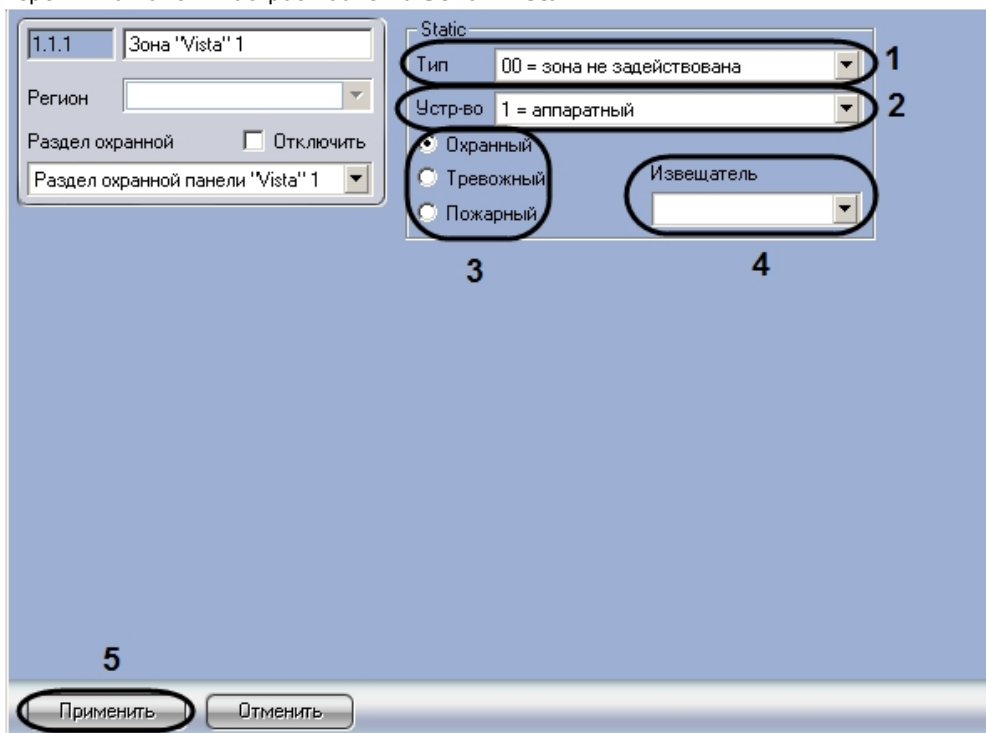 1.1.1 Зона "Vista" 1
Регион
Раздел охранной Отключить
Раздел охранной панели "Vista" 1
Static
Тип 00 = зона не задействована 1
Устр-во 1 = аппаратный 2
Охранный
Тревожный
Пожарный
Извещатель
3
4
5
Применить Отменить